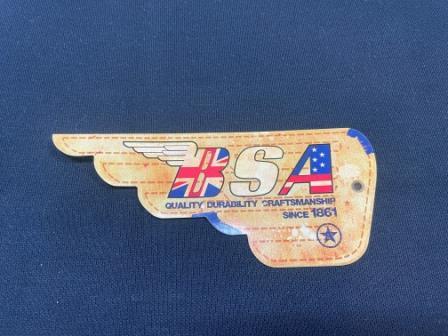 BSA
QUALITY DURABILITY CRAFTSMANSHIP
SINCE 1861